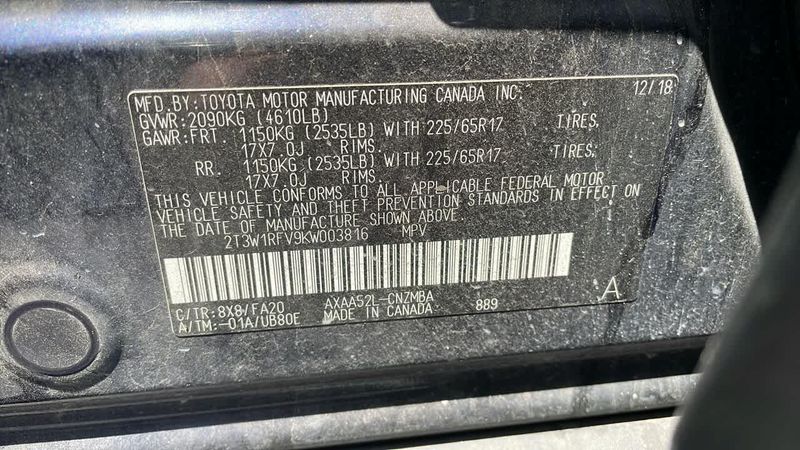 MFD.BY:TOYOTA MOTOR MANUFACTURING CANADA INC. 12/18
GVWR:2090KG (4610LB)
GAWR:FRT. 1150KG (2535LB) WITH 225/65R17 TIRES,
17X7.0J RIMS.
RR. 1150KG (2535LB) WITH 225/65R17 TIRES,
17X7.0J RIMS.
THIS VEHICLE CONFORMS TO ALL APPLICABLE FEDERAL MOTOR
VEHICLE SAFETY AND THEFT PREVENTION STANDARDS IN EFFECT ON
THE DATE OF MANUFACTURE SHOWN ABOVE.
2T3W1RFV9KW003816 MPV
C/TR:8X8/FA20 AXAA52L-CNZMBA 889 A
A/TM:-01A/UB80E MADE IN CANADA